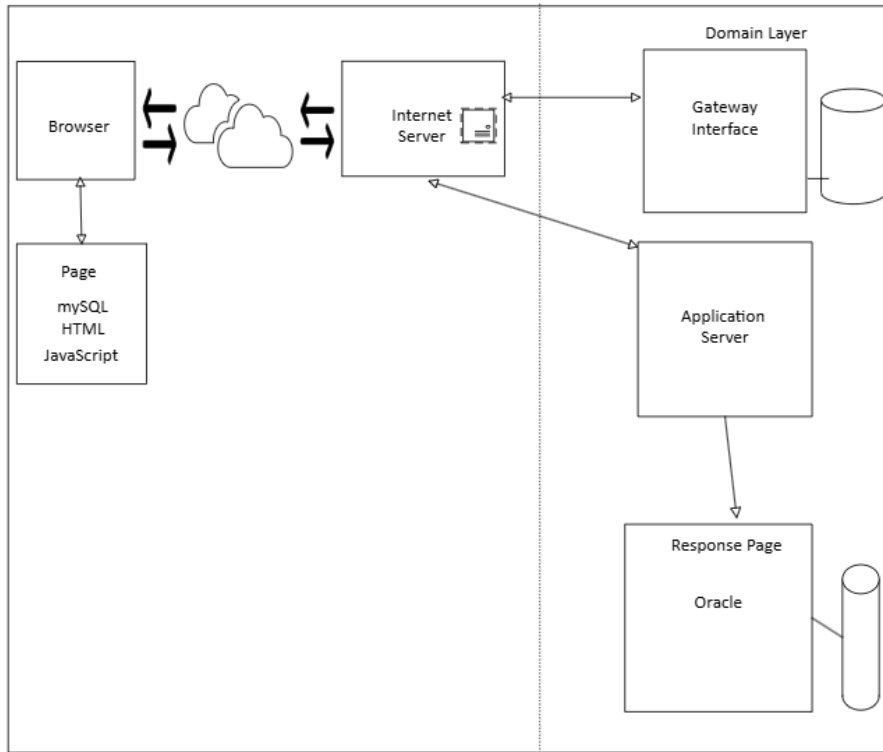 Domain Layer
Browser
Internet
Server
Gateway
Interface
Page
mySQL
HTML
JavaScript
Application
Server
Response Page
Oracle